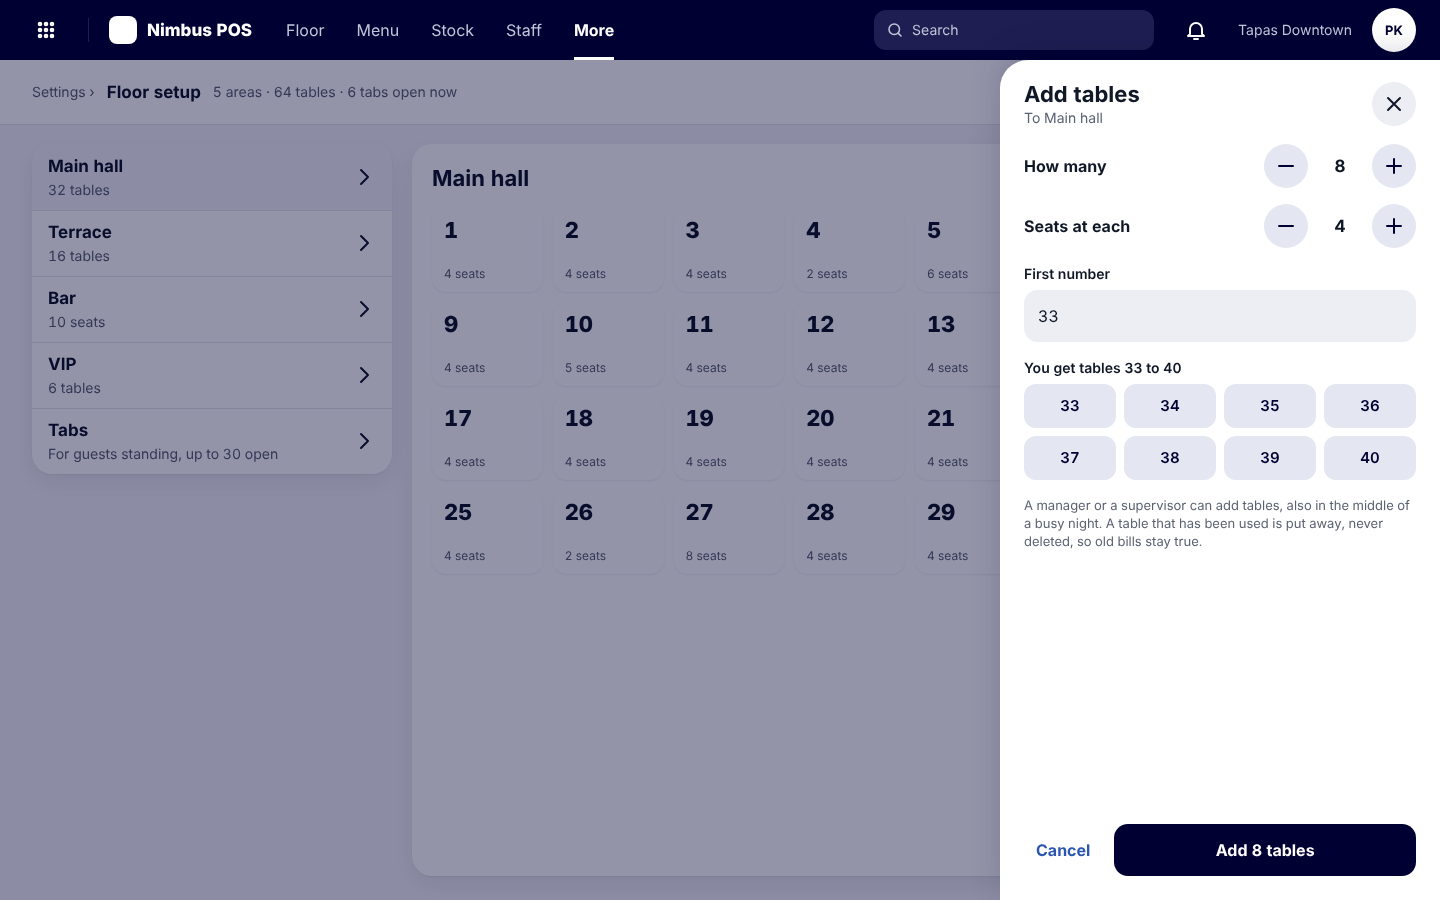 Nimbus POS
Floor
Menu
Stock
Staff
More
Search
Tapas Downtown
PK
Settings ›
Floor setup
5 areas · 64 tables · 6 tabs open now
Main hall
32 tables
Terrace
16 tables
Bar
10 seats
VIP
6 tables
Tabs
For guests standing, up to 30 open
Main hall
1
2
3
4
5
4 seats
4 seats
4 seats
2 seats
6 seats
9
10
11
12
13
4 seats
5 seats
4 seats
4 seats
4 seats
17
18
19
20
21
4 seats
4 seats
4 seats
4 seats
4 seats
25
26
27
28
29
4 seats
2 seats
8 seats
4 seats
4 seats
Add tables
To Main hall
How many
8
Seats at each
4
First number
33
You get tables 33 to 40
33
34
35
36
37
38
39
40
A manager or a supervisor can add tables, also in the middle of
a busy night. A table that has been used is put away, never
deleted, so old bills stay true.
Cancel
Add 8 tables